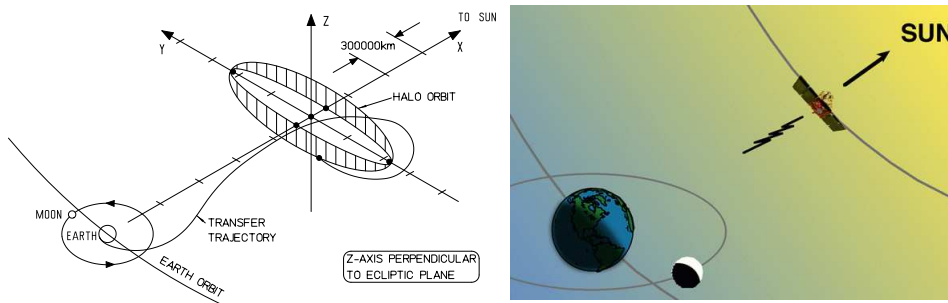 Z
TO SUN
X
Y
300000km
HALO ORBIT
MOON
EARTH
TRANSFER
TRAJECTORY
EARTH ORBIT
Z-AXIS PERPENDICULAR
TO ECLIPTIC PLANE
SUN